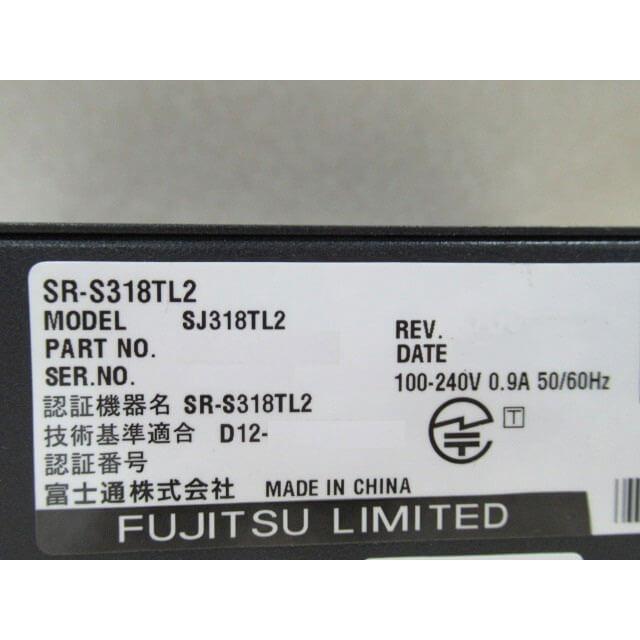 SR-S318TL2
MODEL SJ318TL2
PART NO.
SER.NO.
REV.
DATE
100-240V 0.9A 50/60Hz
認証機器名 SR-S318TL2
技術基準適合 D12-
認証番号
T
富士通株式会社 MADE IN CHINA
FUJITSU LIMITED